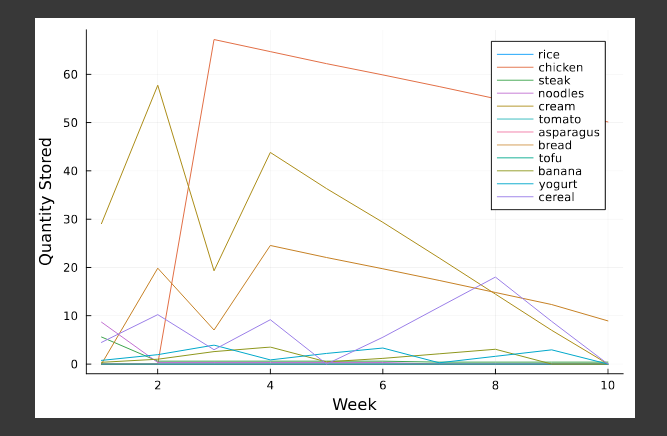 Quantity Stored
60
50
40
30
20
10
0
2
4
6
8
10
Week
rice
chicken
steak
noodles
cream
tomato
asparagus
bread
tofu
banana
yogurt
cereal